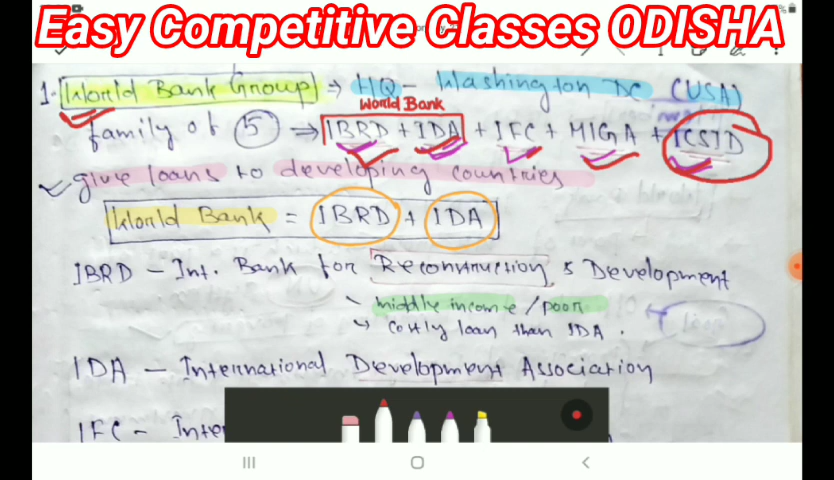 Easy Competitive Classes ODISHA
1. World Bank Group → HQ - Washington DC (USA)
World Bank
family of 5 ⇒ IBRD + IDA + IFC + MIGA + ICSID
give loans to developing countries
World Bank = IBRD + IDA
IBRD - Int. Bank for Reconstruction & Development
middle income / poor
costly loan than IDA.
IDA - International Development Association
IFC - Inte